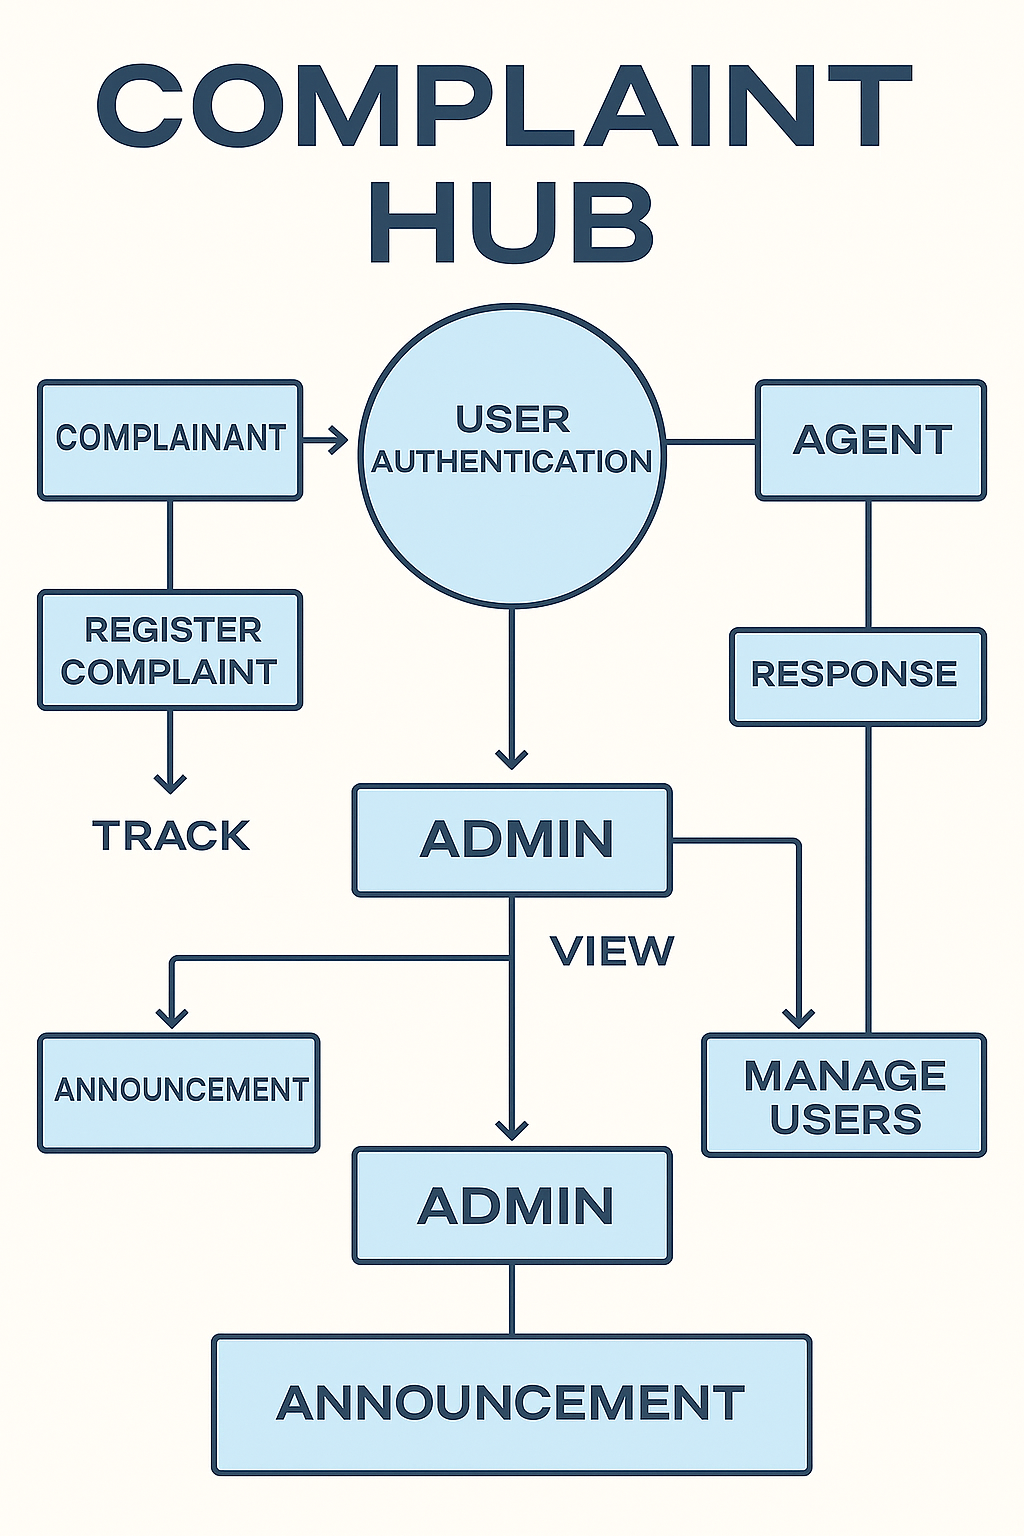 COMPLAINT
HUB
COMPLAINANT
USER
AUTHENTICATION
AGENT
REGISTER
COMPLAINT
RESPONSE
TRACK
ADMIN
VIEW
ANNOUNCEMENT
MANAGE
USERS
ADMIN
ANNOUNCEMENT